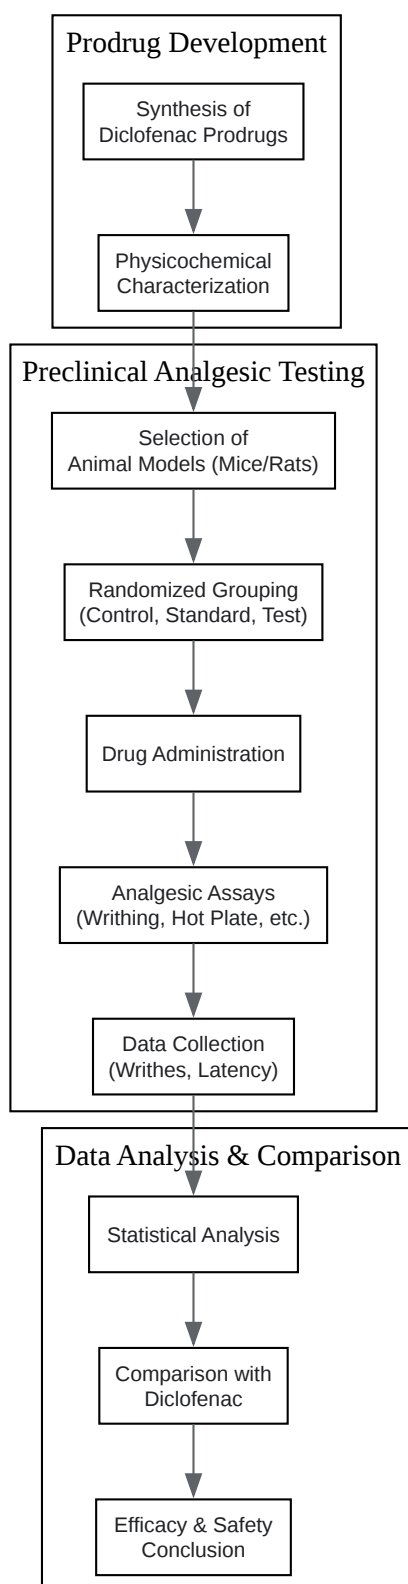 Prodrug Development
Synthesis of
Diclofenac Prodrugs
Physicochemical
Characterization
Preclinical Analgesic Testing
Selection of
Animal Models (Mice/Rats)
Randomized Grouping
(Control, Standard, Test)
Drug Administration
Analgesic Assays
(Writhing, Hot Plate, etc.)
Data Collection
(Writhes, Latency)
Data Analysis & Comparison
Statistical Analysis
Comparison with
Diclofenac
Efficacy & Safety
Conclusion